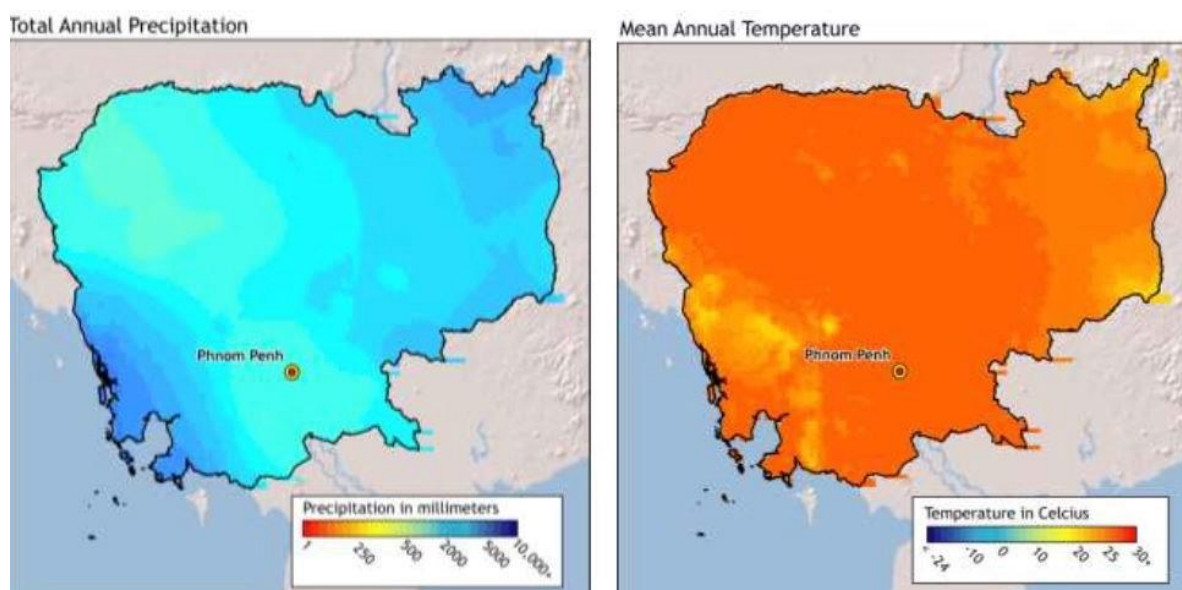 Total Annual Precipitation
Phnom Penh
Precipitation in millimeters
1 250 500 2000 5000 10,000+
Mean Annual Temperature
Phnom Penh
Temperature in Celcius
< -24 -10 0 10 20 25 30+